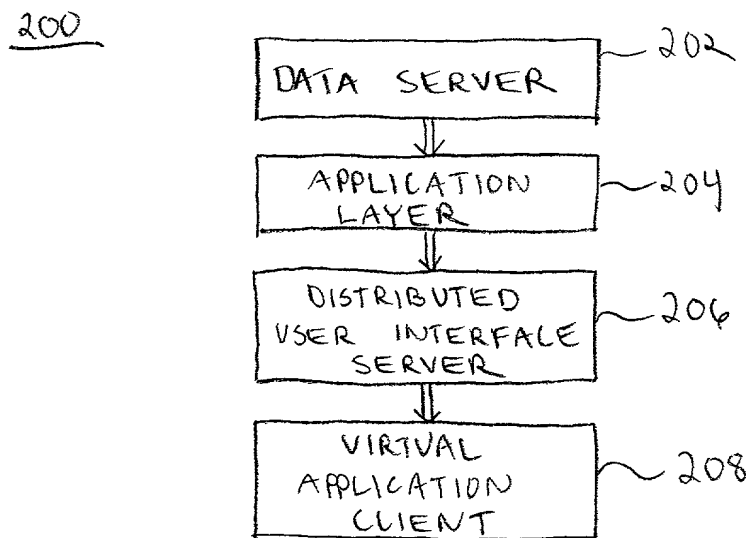 200
DATA SERVER
202
APPLICATION
LAYER
204
DISTRIBUTED
USER INTERFACE
SERVER
206
VIRTUAL
APPLICATION
CLIENT
208